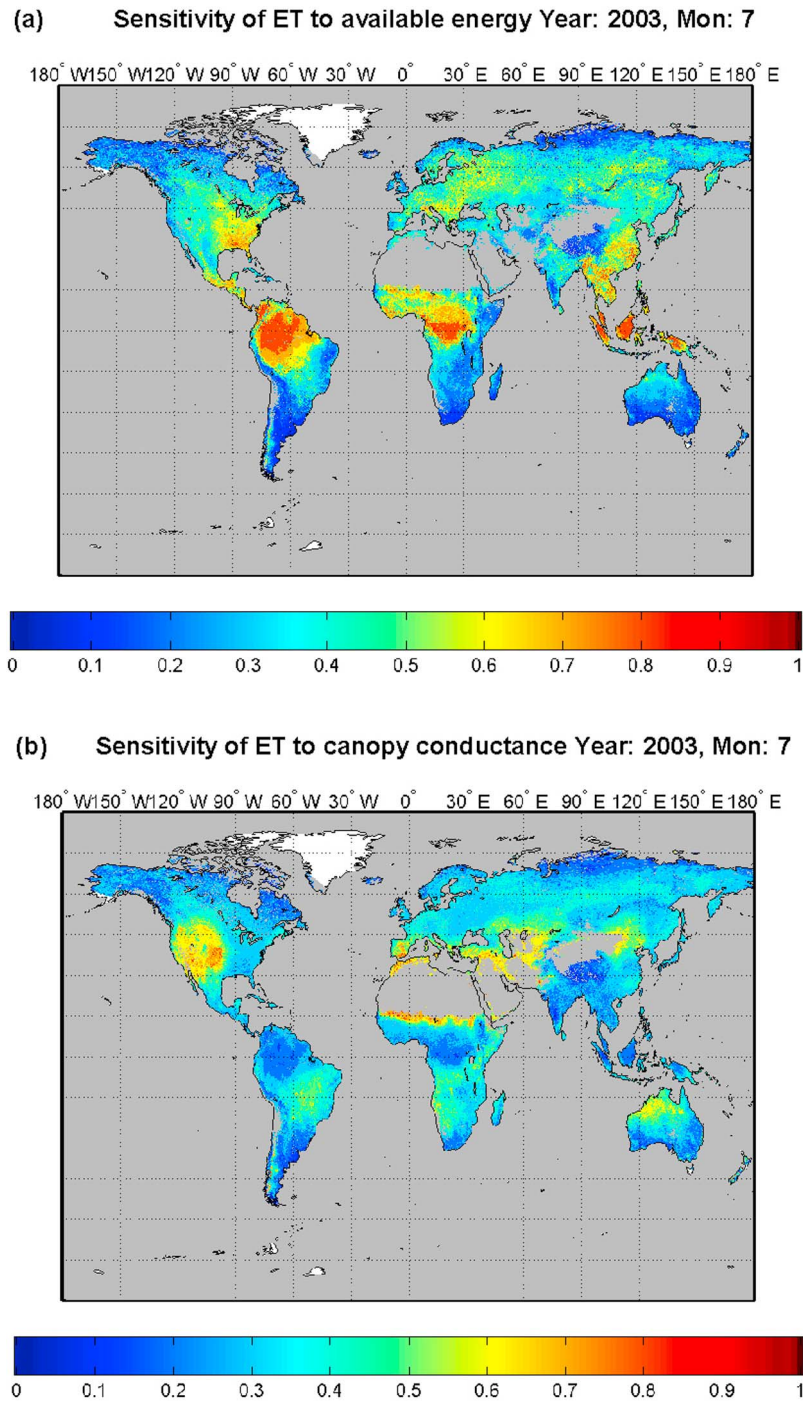 (a) Sensitivity of ET to available energy Year: 2003, Mon: 7
180° W150° W120° W 90° W 60° W 30° W 0° 30° E 60° E 90° E 120° E 150° E 180° E
0 0.1 0.2 0.3 0.4 0.5 0.6 0.7 0.8 0.9 1
(b) Sensitivity of ET to canopy conductance Year: 2003, Mon: 7
180° W150° W120° W 90° W 60° W 30° W 0° 30° E 60° E 90° E 120° E 150° E 180° E
0 0.1 0.2 0.3 0.4 0.5 0.6 0.7 0.8 0.9 1